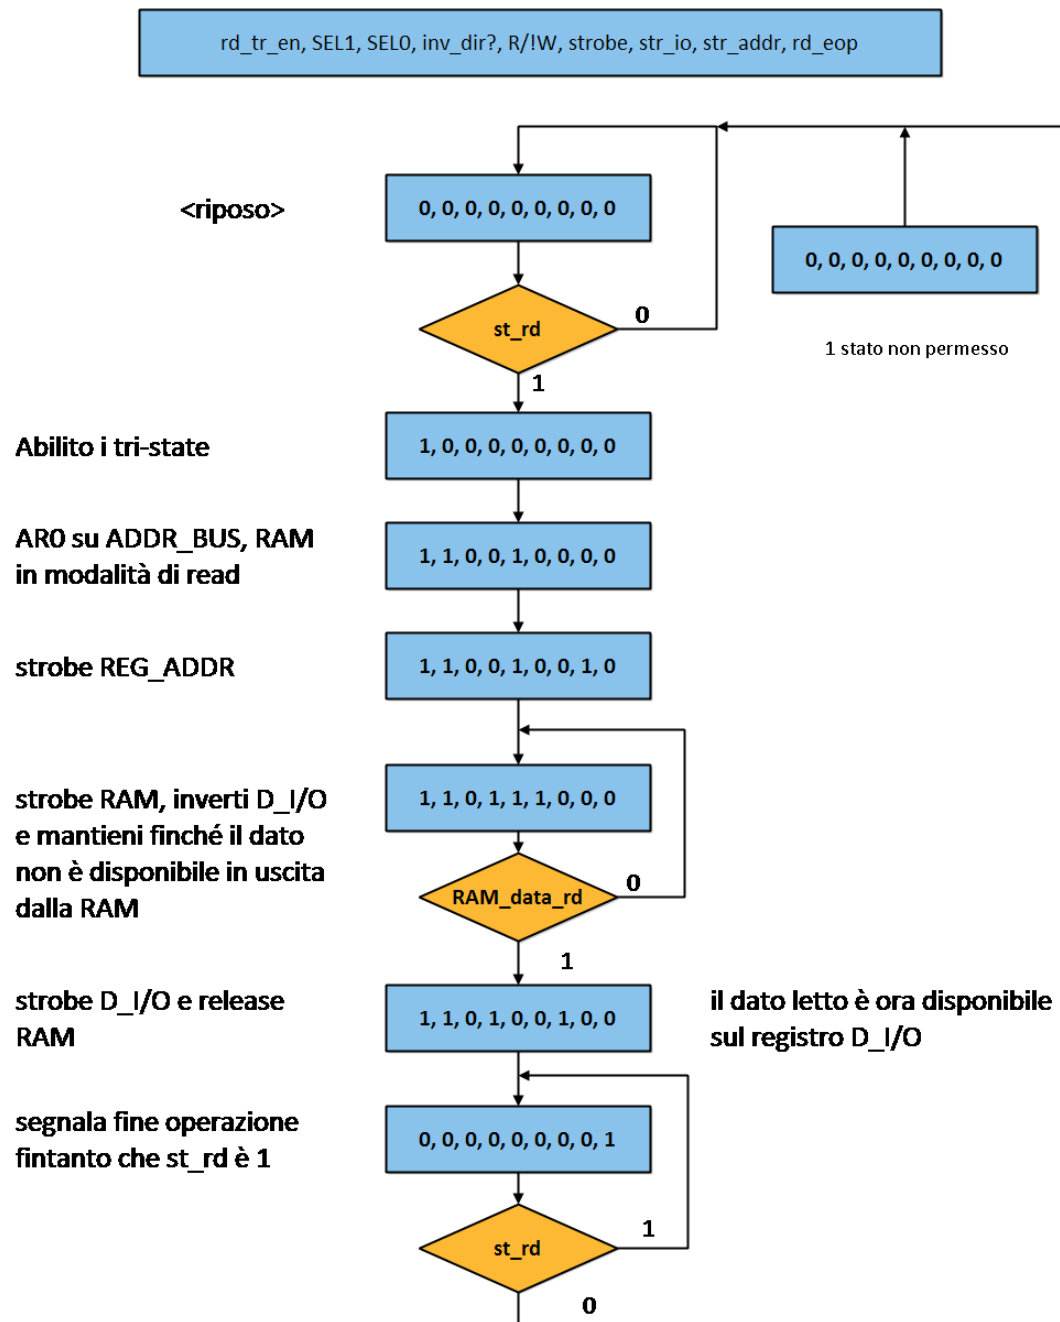 rd_tr_en, SEL1, SEL0, inv_dir?, R/!W, strobe, str_io, str_addr, rd_eop
<riposo>
0, 0, 0, 0, 0, 0, 0, 0, 0
0, 0, 0, 0, 0, 0, 0, 0, 0
st_rd
0
1 stato non permesso
1
Abilito i tri-state
1, 0, 0, 0, 0, 0, 0, 0, 0
AR0 su ADDR_BUS, RAM
in modalità di read
1, 1, 0, 0, 1, 0, 0, 0, 0
strobe REG_ADDR
1, 1, 0, 0, 1, 0, 0, 1, 0
strobe RAM, inverti D_I/O
e mantieni finché il dato
non è disponibile in uscita
dalla RAM
1, 1, 0, 1, 1, 1, 0, 0, 0
RAM_data_rd
0
1
strobe D_I/O e release
RAM
1, 1, 0, 1, 0, 0, 1, 0, 0
il dato letto è ora disponibile
sul registro D_I/O
segnala fine operazione
fintanto che st_rd è 1
0, 0, 0, 0, 0, 0, 0, 0, 1
st_rd
1
0